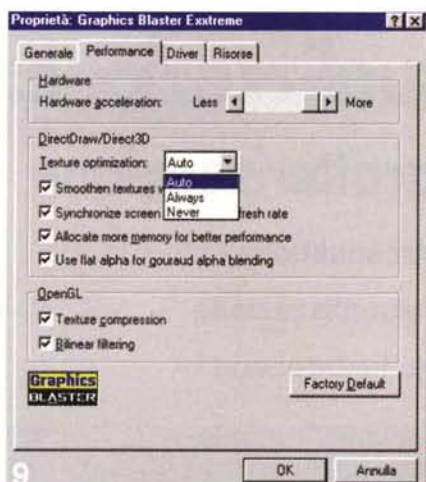 Proprietà: Graphics Blaster Exxtreme
Generale Performance Driver Risorse
Hardware
Hardware acceleration: Less More
DirectDraw/Direct3D
Texture optimization: Auto
Auto
Always
Never
Smoothen textures
Synchronize screen fresh rate
Allocate more memory for better performance
Use flat alpha for gouraud alpha blending
OpenGL
Texture compression
Bilinear filtering
Graphics
BLASTER
Factory Default
9
OK Annulla